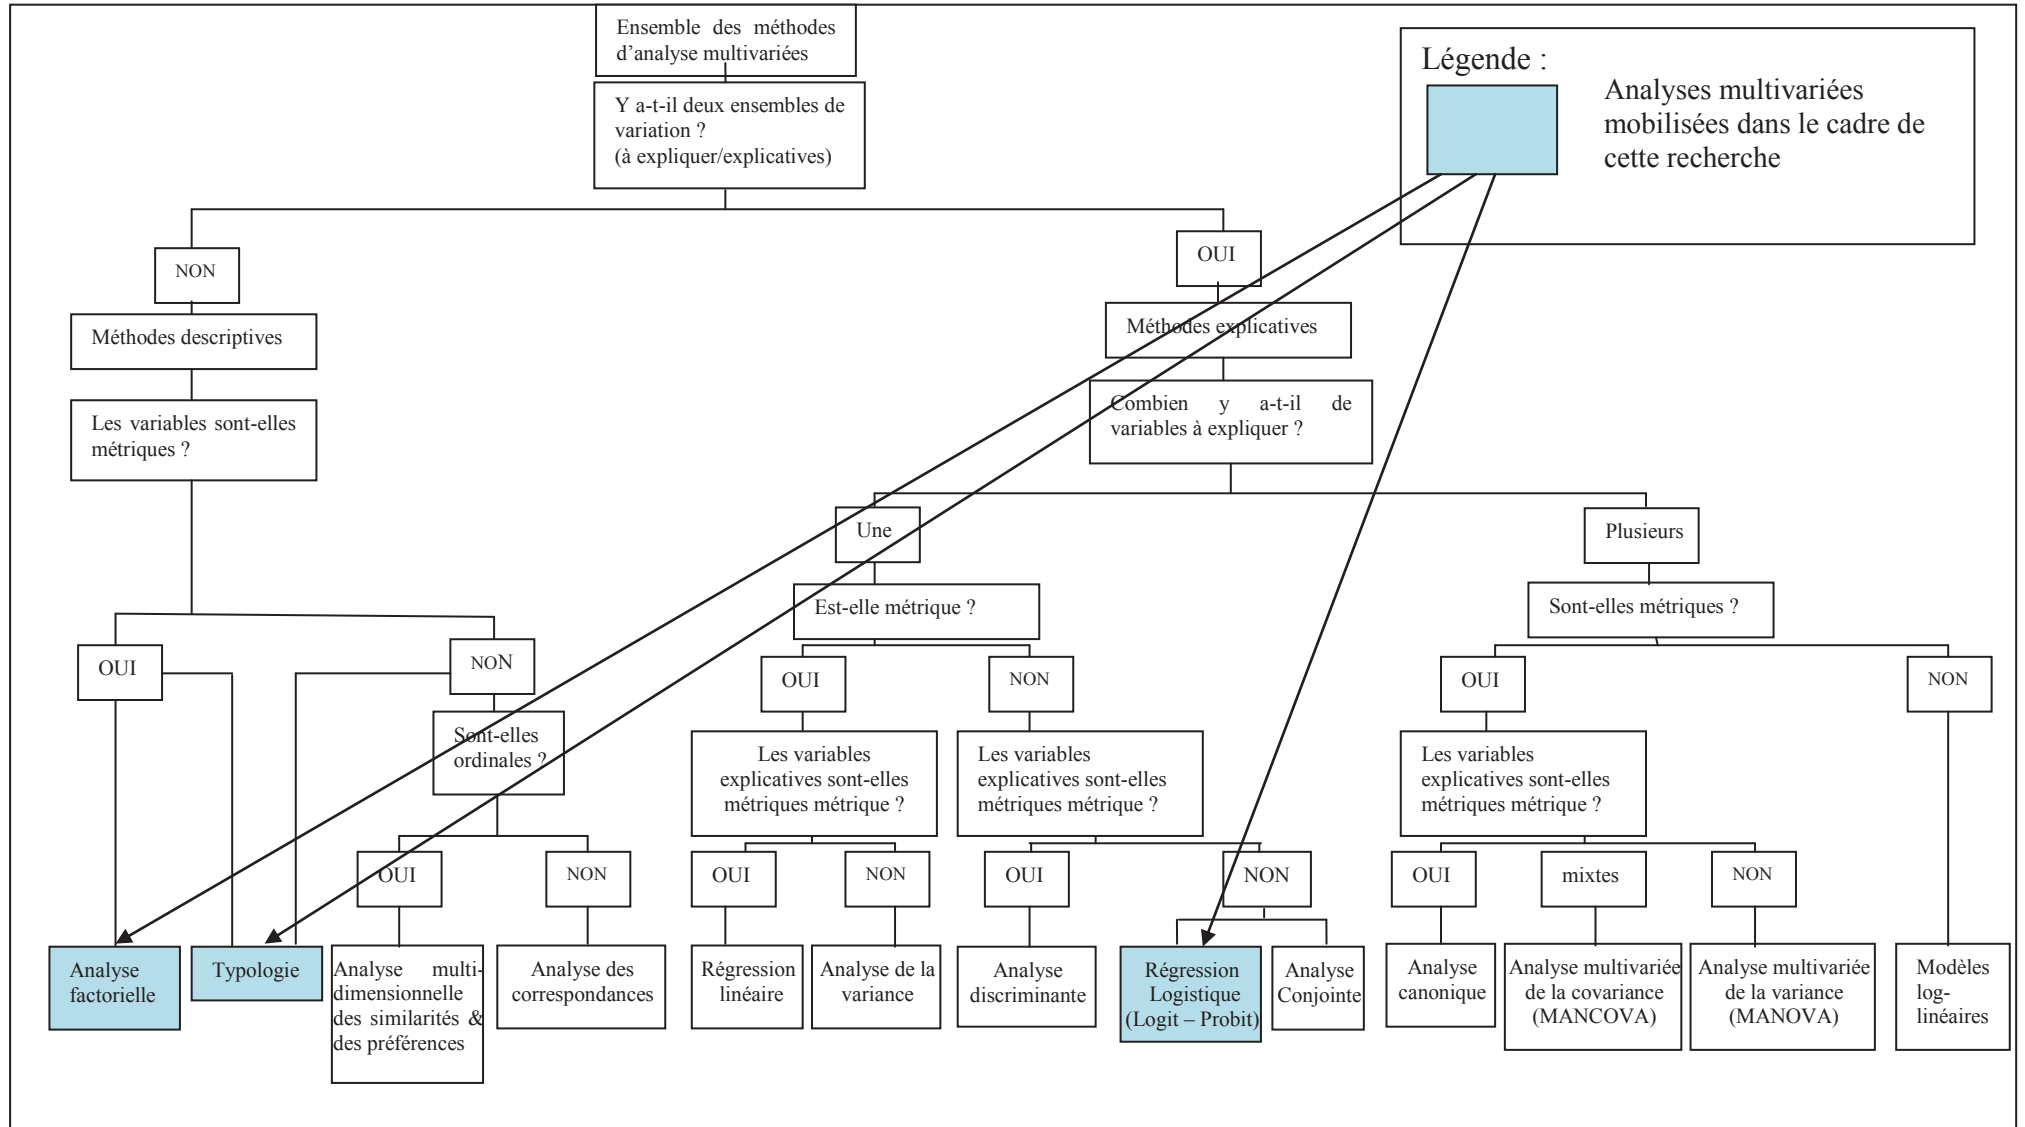 Ensemble des méthodes
d'analyse multivariées
Légende :
Analyses multivariées
mobilisées dans le cadre de
cette recherche
Y a-t-il deux ensembles de
variation ?
(à expliquer/explicatives)
NON
OUI
Méthodes descriptives
Méthodes explicatives
Les variables sont-elles
métriques ?
Combien y a-t-il de
variables à expliquer ?
Une
Plusieurs
Est-elle métrique ?
Sont-elles métriques ?
OUI
NON
OUI
NON
OUI
NON
Sont-elles
ordinales ?
Les variables
explicatives sont-elles
métriques métrique ?
Les variables
explicatives sont-elles
métriques métrique ?
Les variables
explicatives sont-elles
métriques métrique ?
OUI
NON
OUI
NON
OUI
NON
OUI
mixtes
NON
Analyse
factorielle
Typologie
Analyse multi-
dimensionnelle
des similarités &
des préférences
Analyse des
correspondances
Régression
linéaire
Analyse de la
variance
Analyse
discriminante
Régression
Logistique
(Logit – Probit)
Analyse
Conjointe
Analyse
canonique
Analyse multivariée
de la covariance
(MANCOVA)
Analyse multivariée
de la variance
(MANOVA)
Modèles
log-
linéaires